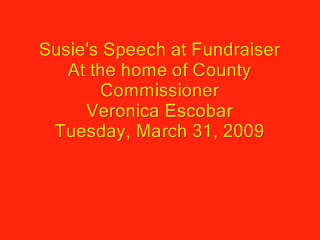 Susie's Speech at Fundraiser
At the home of County
Commissioner
Veronica Escobar
Tuesday, March 31, 2009